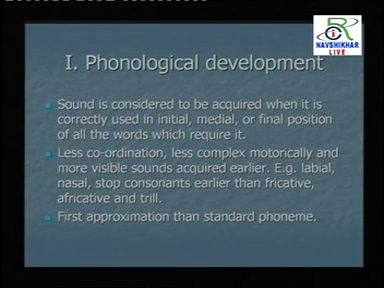 NAVSHIKHAR
LIVE
I. Phonological development
Sound is considered to be acquired when it is
correctly used in initial, medial, or final position
of all the words which require it.
Less co-ordination, less complex motorically and
more visible sounds acquired earlier. E.g. labial,
nasal, stop consonants earlier than fricative,
africative and trill.
First approximation than standard phoneme.